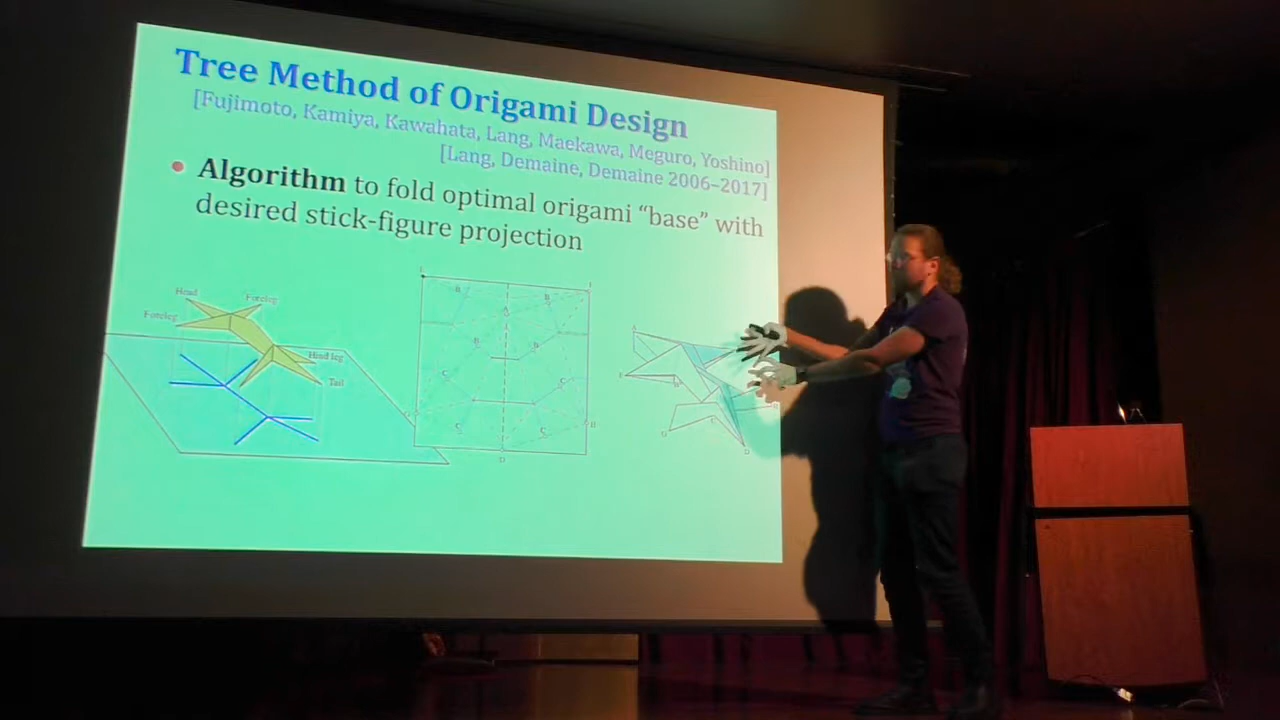 Tree Method of Origami Design
[Fujimoto, Kamiya, Kawahata, Lang, Maekawa, Meguro, Yoshino]
[Lang, Demaine, Demaine 2006–2017]
• Algorithm to fold optimal origami “base” with
desired stick-figure projection
Head
Foreleg
Foreleg
Hind leg
Tail